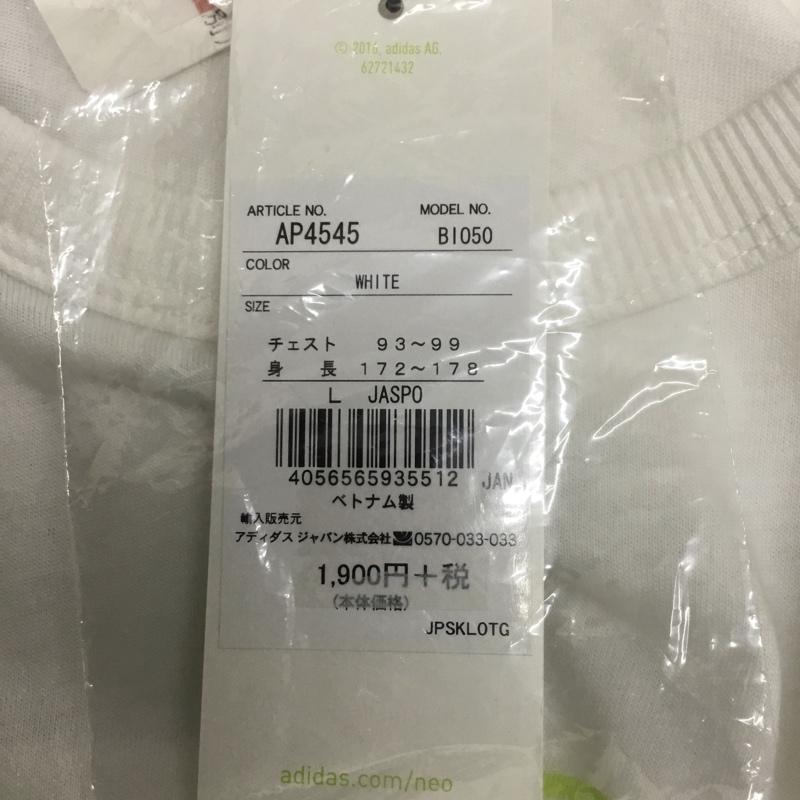 © 2016, adidas AG.
62721432
ARTICLE NO. MODEL NO.
AP4545 BI050
COLOR
WHITE
SIZE
チェスト 93~99
身 長 172~178
L JASPO
4056565935512 JAN
ベトナム製
輸入販売元
アディダス ジャパン株式会社 0570-033-033
1,900円+税
(本体価格)
JPSKLOTG
adidas.com/neo